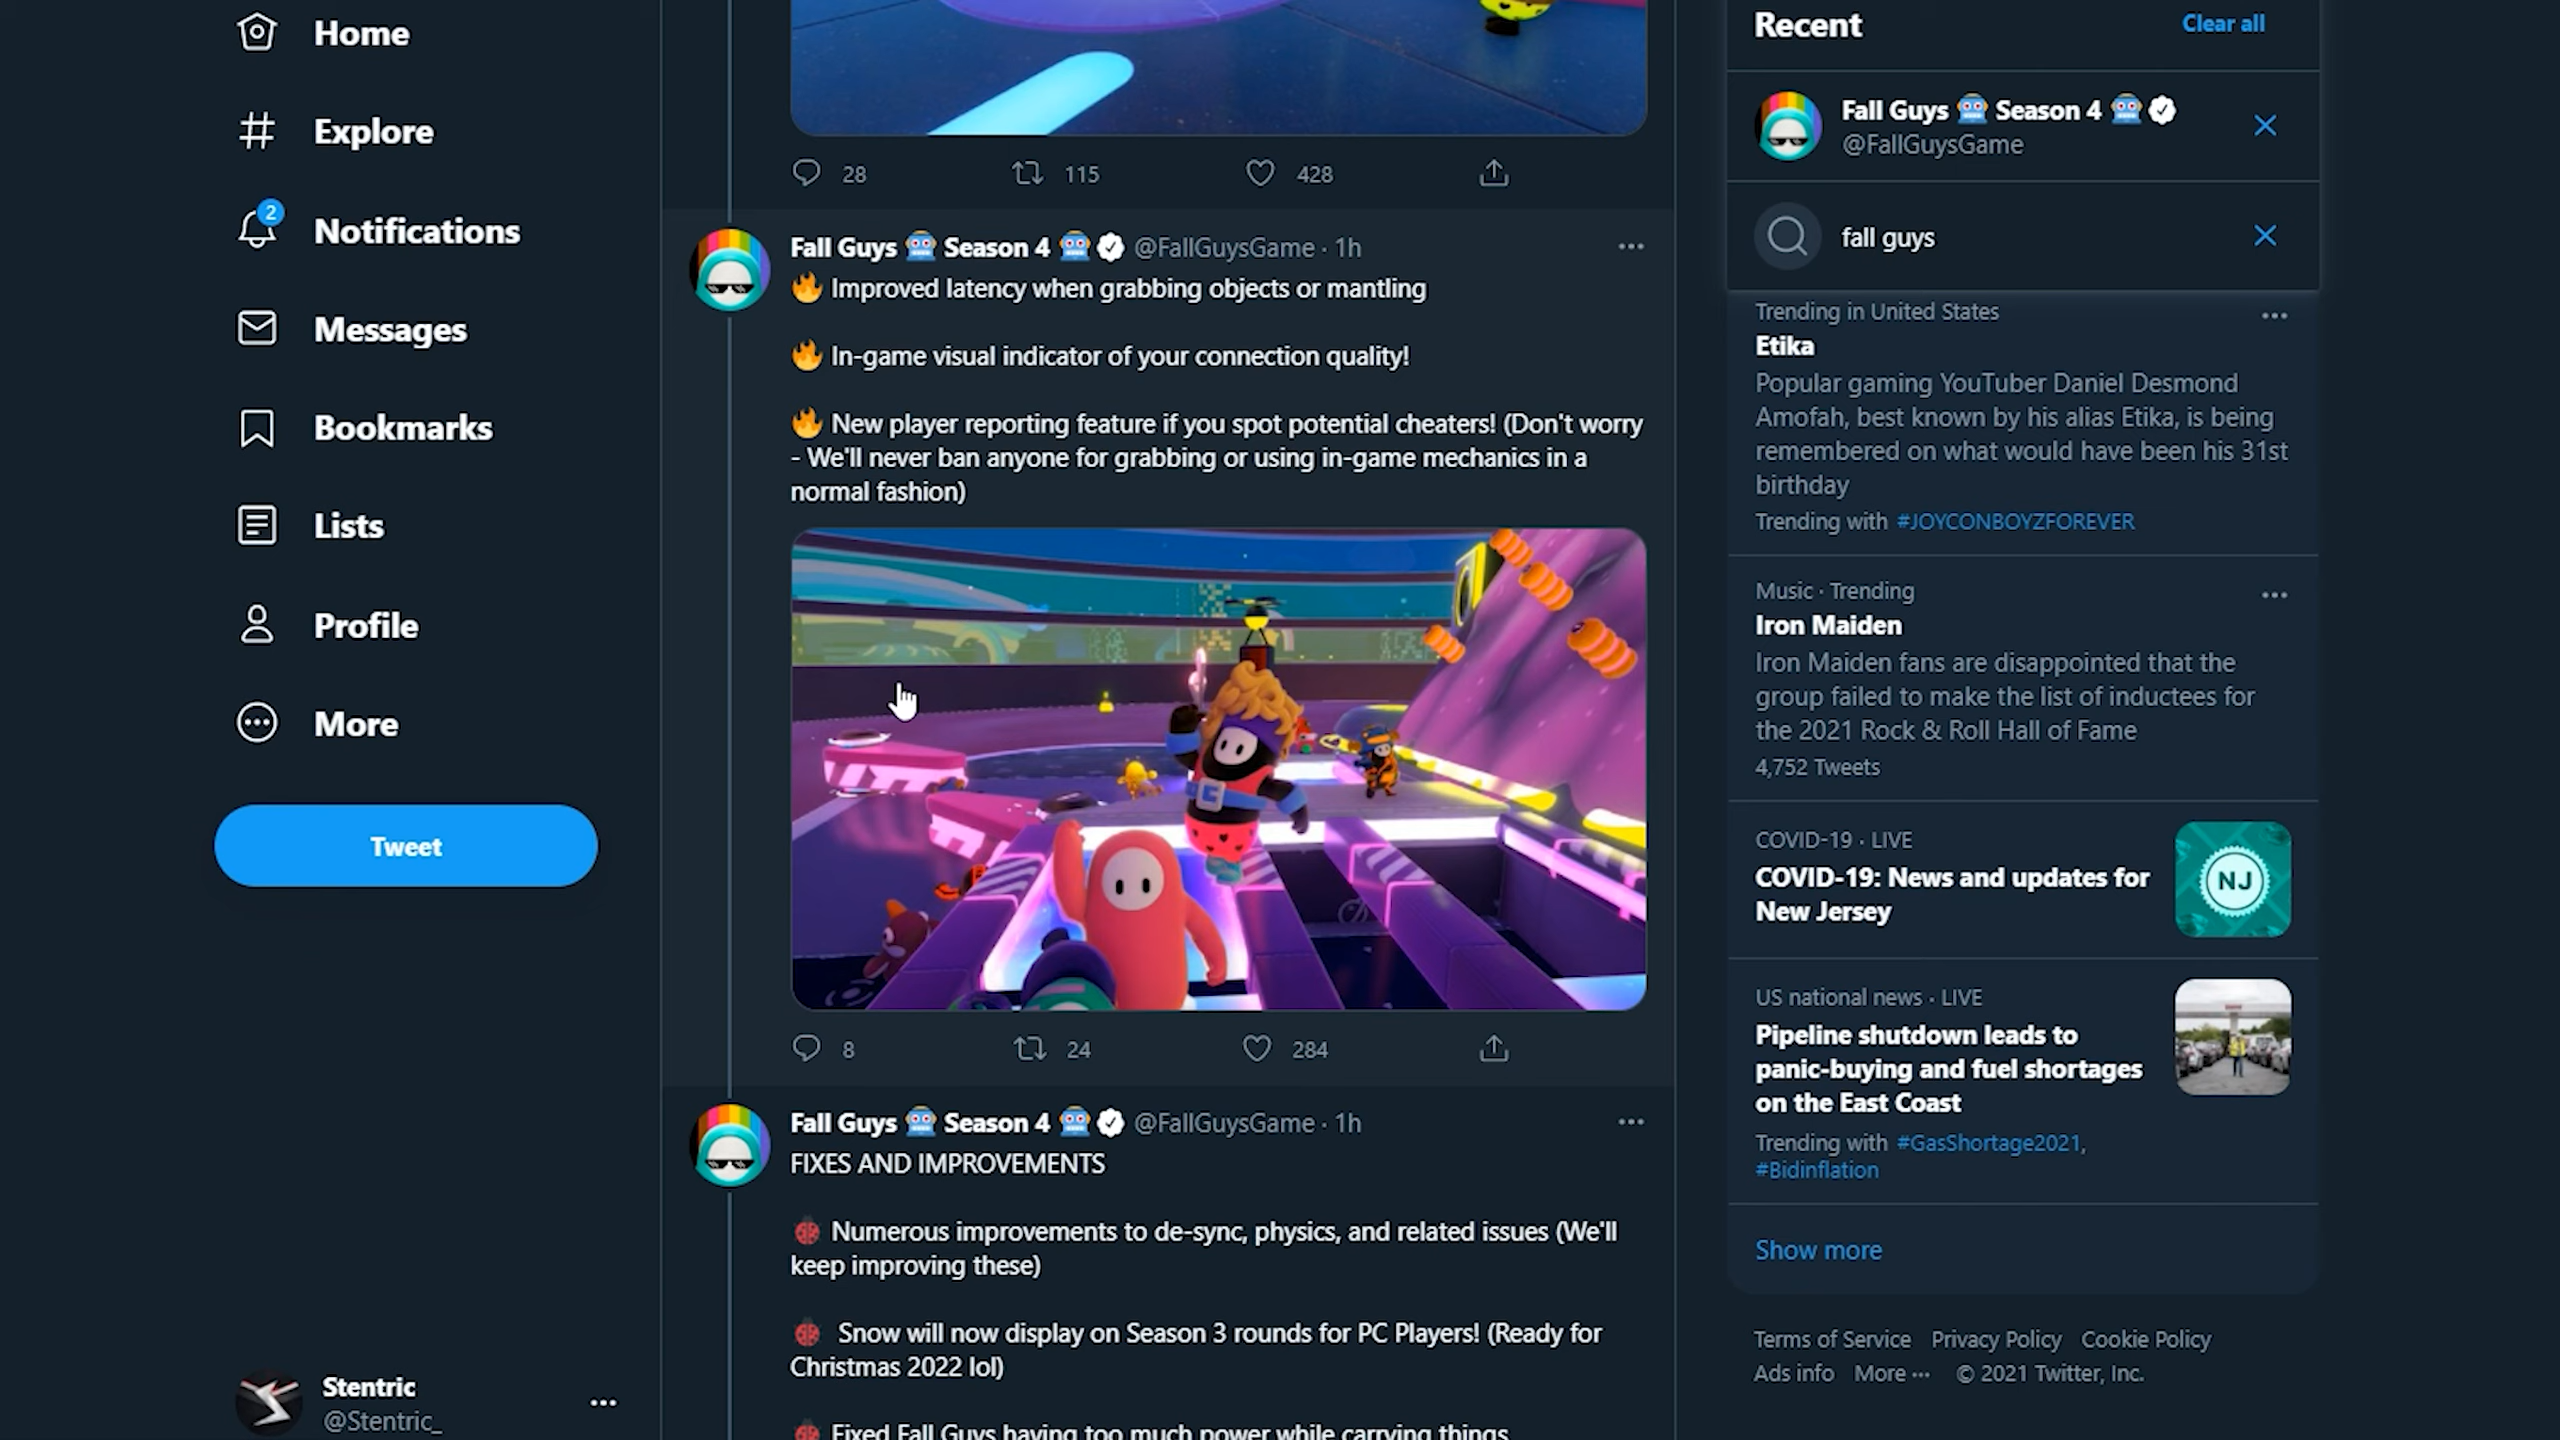 Home
Explore
2
Notifications
Messages
Bookmarks
Lists
Profile
More
Tweet
Stentric
@Stentric_
28
115
428
Fall Guys 🤖 Season 4 🤖 @FallGuysGame · 1h
🔥 Improved latency when grabbing objects or mantling
🔥 In-game visual indicator of your connection quality!
🔥 New player reporting feature if you spot potential cheaters! (Don't worry
- We'll never ban anyone for grabbing or using in-game mechanics in a
normal fashion)
8
24
284
Fall Guys 🤖 Season 4 🤖 @FallGuysGame · 1h
FIXES AND IMPROVEMENTS
🐞 Numerous improvements to de-sync, physics, and related issues (We'll
keep improving these)
🐞 Snow will now display on Season 3 rounds for PC Players! (Ready for
Christmas 2022 lol)
🐞 Fixed Fall Guys having too much power while carrying things
Recent
Clear all
Fall Guys 🤖 Season 4 🤖
@FallGuysGame
fall guys
Trending in United States
Etika
Popular gaming YouTuber Daniel Desmond
Amofah, best known by his alias Etika, is being
remembered on what would have been his 31st
birthday
Trending with #JOYCONBOYZFOREVER
Music · Trending
Iron Maiden
Iron Maiden fans are disappointed that the
group failed to make the list of inductees for
the 2021 Rock & Roll Hall of Fame
4,752 Tweets
COVID-19 · LIVE
COVID-19: News and updates for
New Jersey
NJ
US national news · LIVE
Pipeline shutdown leads to
panic-buying and fuel shortages
on the East Coast
Trending with #GasShortage2021,
#Bidinflation
Show more
Terms of Service Privacy Policy Cookie Policy
Ads info More ··· © 2021 Twitter, Inc.